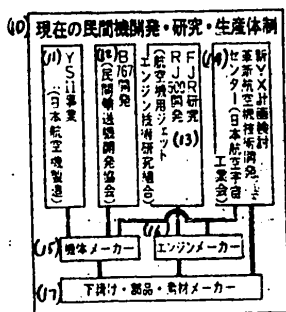 (10) 現在の民間機開発・研究・生産体制
(11) YS11事業
(日本航空機製造)
(12) B767開発
(民間輸送機開発協会)
(13) FJR研究
RJ500開発
(航空機用ジェット
エンジン技術研究組合)
(14) 新YX計画検討
革新航空機技術開発
センター(日本航空宇宙
工業会)
(15) 機体メーカー
(16) エンジンメーカー
(17) 下請け・部品・素材メーカー